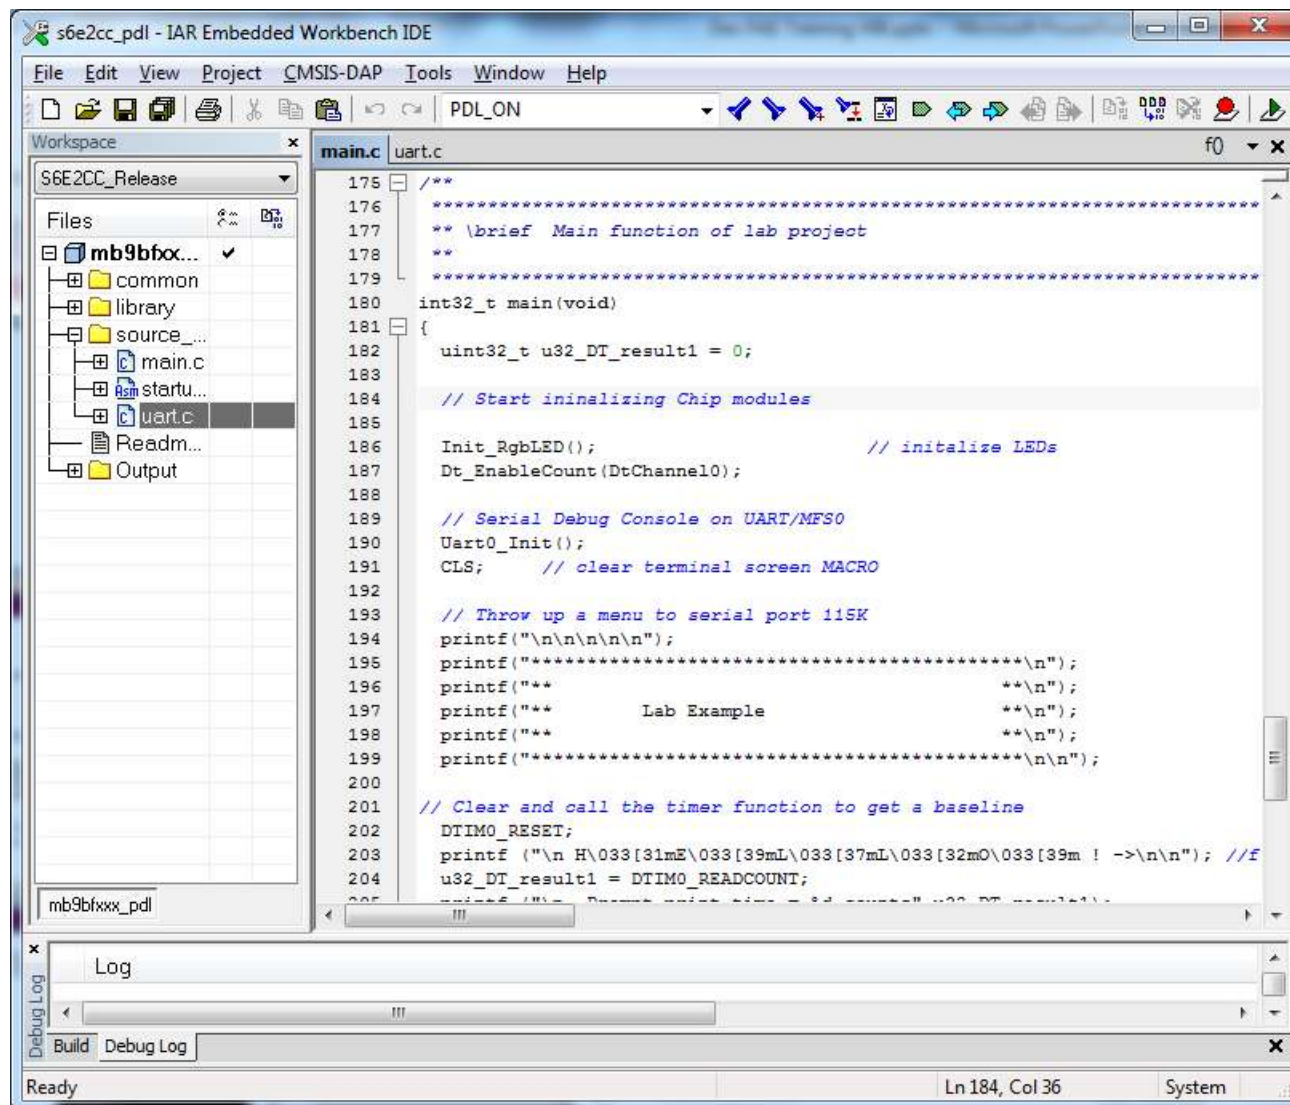 s6e2cc_pdl - IAR Embedded Workbench IDE
File Edit View Project CMSIS-DAP Tools Window Help
PDL_ON
Workspace
main.c uart.c f()
S6E2CC_Release
Files
mb9bfxx...
common
library
source_...
main.c
startu...
uart.c
Readm...
Output
mb9bfxxx_pdl
175 /**
176 **************************************************************************
177 ** \brief  Main function of lab project
178 **
179 **************************************************************************
180 int32_t main(void)
181 {
182 uint32_t u32_DT_result1 = 0;
183
184 // Start ininalizing Chip modules
185
186 Init_RgbLED(); // initalize LEDs
187 Dt_EnableCount(DtChannel0);
188
189 // Serial Debug Console on UART/MFS0
190 Uart0_Init();
191 CLS; // clear terminal screen MACRO
192
193 // Throw up a menu to serial port 115K
194 printf("\n\n\n\n\n");
195 printf("********************************************\n");
196 printf("** **\n");
197 printf("** Lab Example **\n");
198 printf("** **\n");
199 printf("********************************************\n\n");
200
201 // Clear and call the timer function to get a baseline
202 DTIM0_RESET;
203 printf ("\n H\033[31mE\033[39mL\033[37mL\033[32mO\033[39m ! ->\n\n"); //f
204 u32_DT_result1 = DTIM0_READCOUNT;
Log
Debug Log
Build Debug Log
Ready Ln 184, Col 36 System